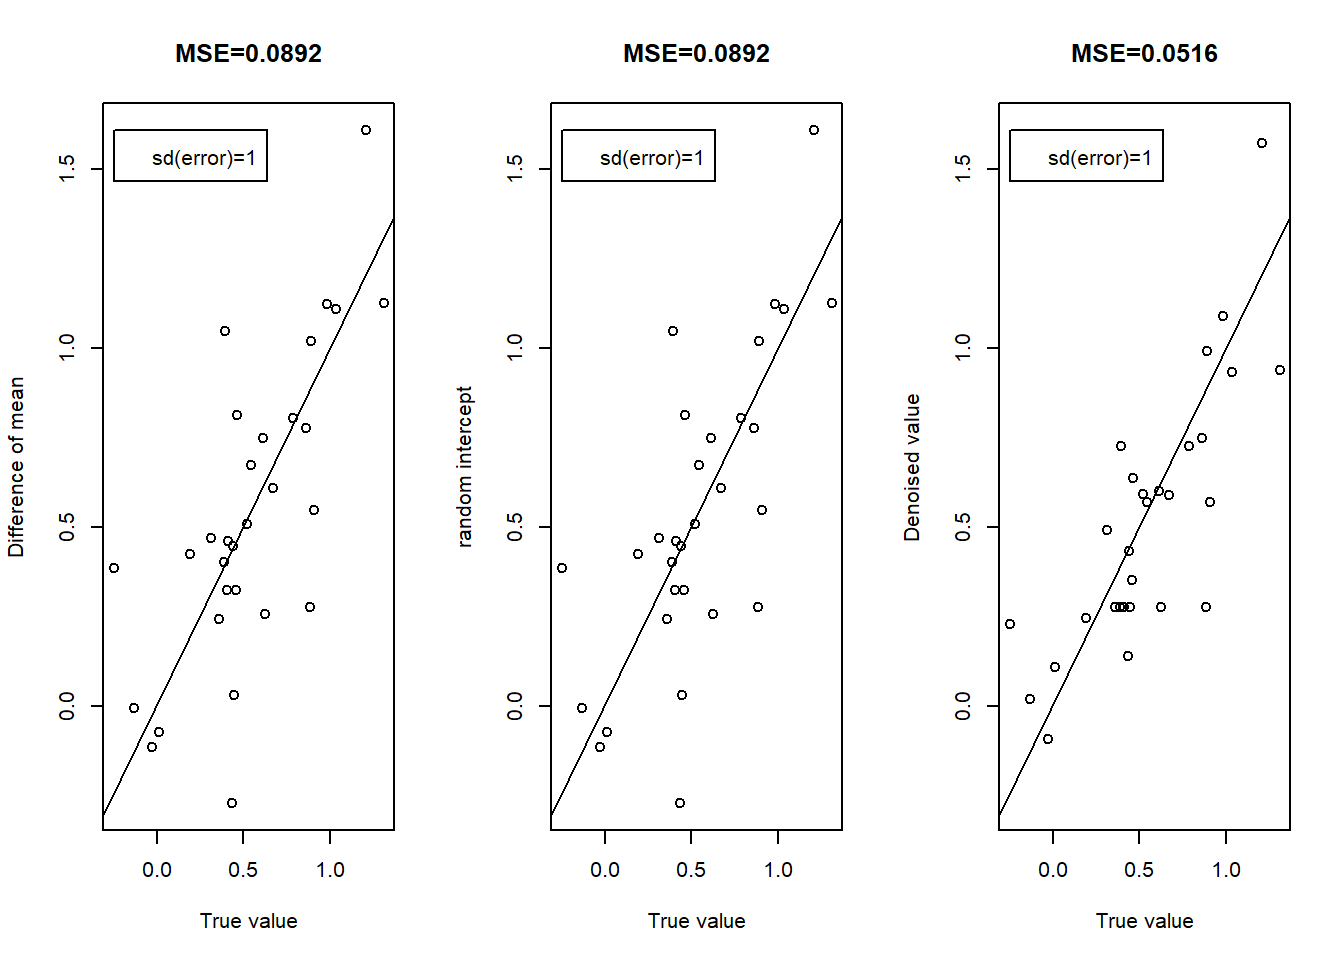 MSE=0.0892
sd(error)=1
Difference of mean
1.5
1.0
0.5
0.0
0.0 0.5 1.0
True value
MSE=0.0892
sd(error)=1
random intercept
1.5
1.0
0.5
0.0
0.0 0.5 1.0
True value
MSE=0.0516
sd(error)=1
Denoised value
1.5
1.0
0.5
0.0
0.0 0.5 1.0
True value